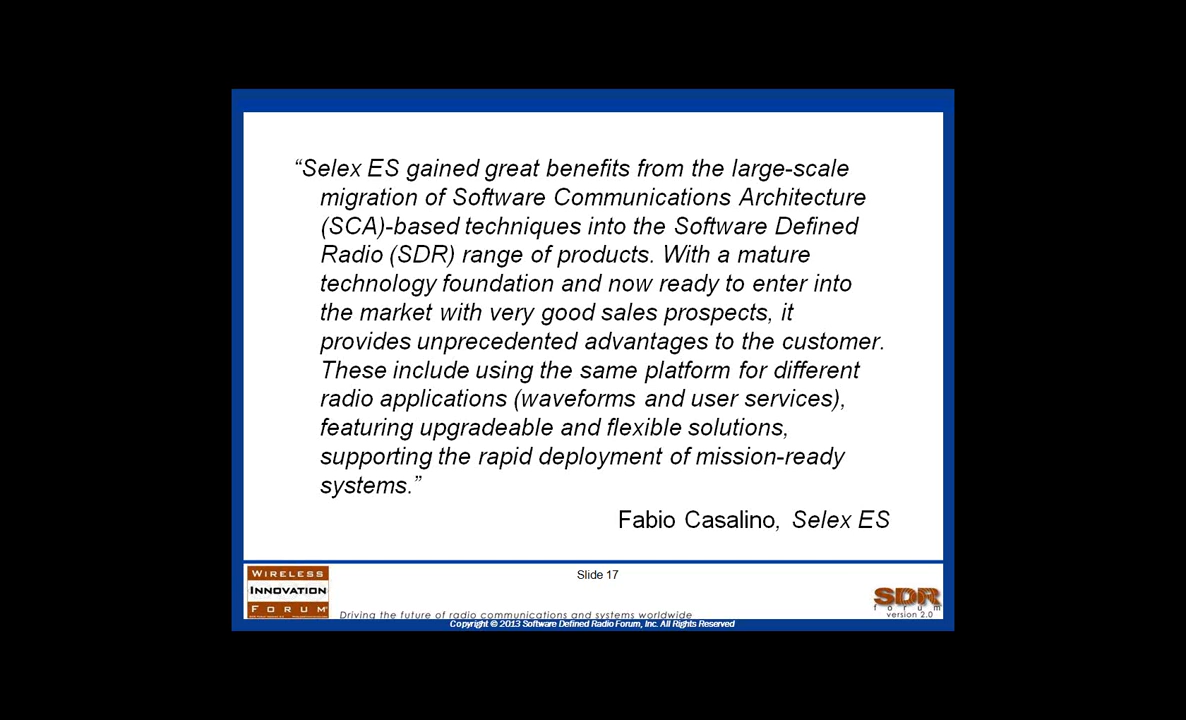 “Selex ES gained great benefits from the large-scale
migration of Software Communications Architecture
(SCA)-based techniques into the Software Defined
Radio (SDR) range of products. With a mature
technology foundation and now ready to enter into
the market with very good sales prospects, it
provides unprecedented advantages to the customer.
These include using the same platform for different
radio applications (waveforms and user services),
featuring upgradeable and flexible solutions,
supporting the rapid deployment of mission-ready
systems.”
Fabio Casalino, Selex ES
Slide 17
WIRELESS
INNOVATION
FORUM
Driving the future of radio communications and systems worldwide
SDR
forum
version 2.0
Copyright © 2013 Software Defined Radio Forum, Inc. All Rights Reserved